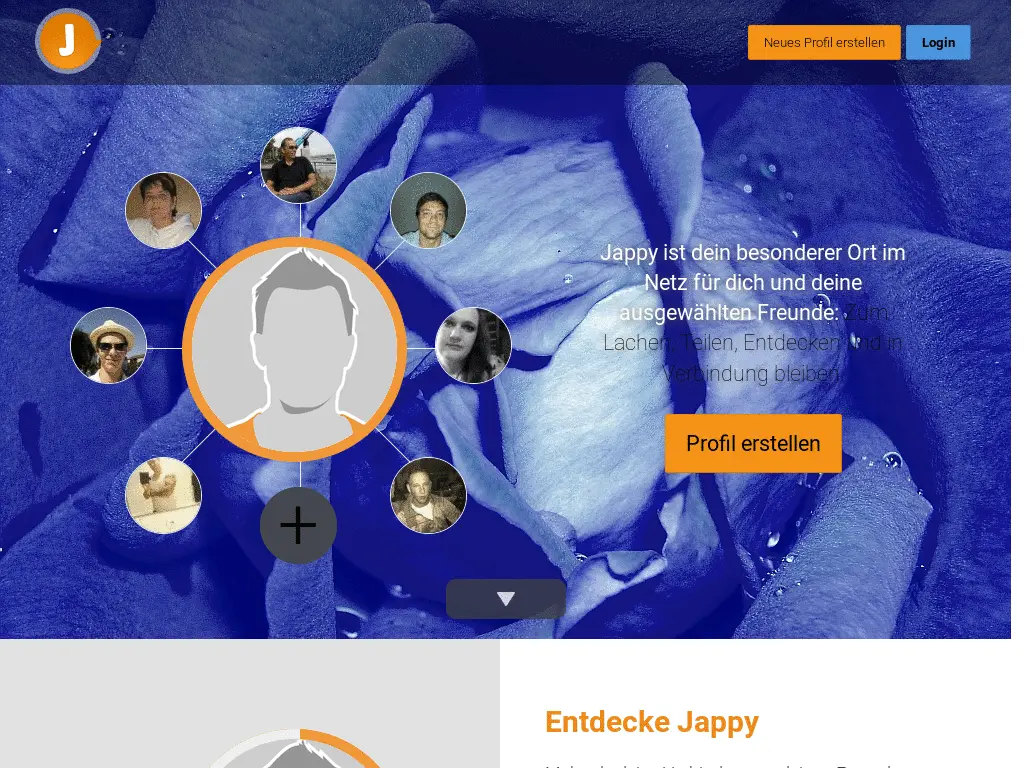 J
Neues Profil erstellen
Login
Jappy ist dein besonderer Ort im
Netz für dich und deine
ausgewählten Freunde: Zum
Lachen, Teilen, Entdecken und in
Verbindung bleiben.
Profil erstellen
Entdecke Jappy